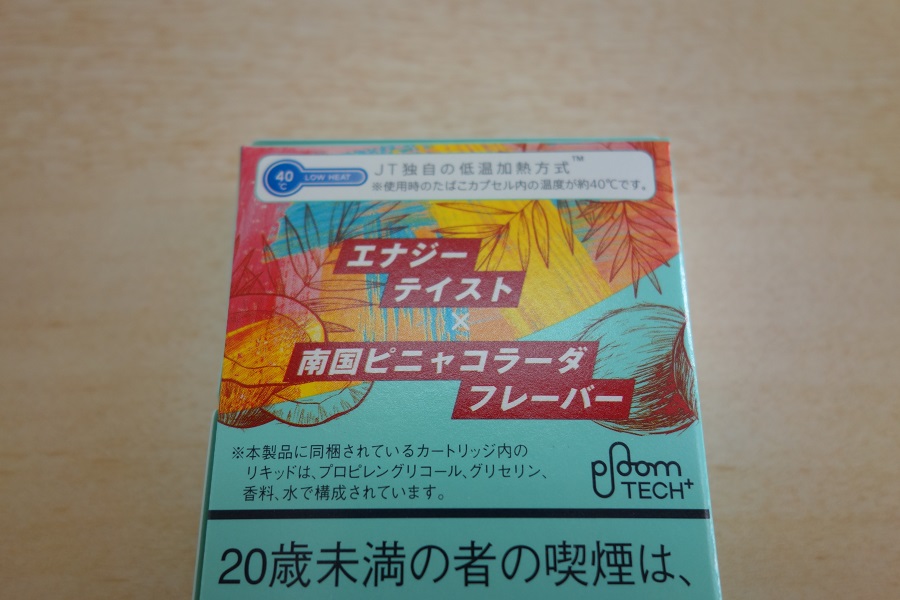 40℃
LOW HEAT
JT独自の低温加熱方式™
※使用時のたばこカプセル内の温度が約40℃です。
エナジー
テイスト
×
南国ピニャコラーダ
フレーバー
※本製品に同梱されているカートリッジ内の
リキッドは、プロピレングリコール、グリセリン、
香料、水で構成されています。
ploom
TECH+
20歳未満の者の喫煙は、